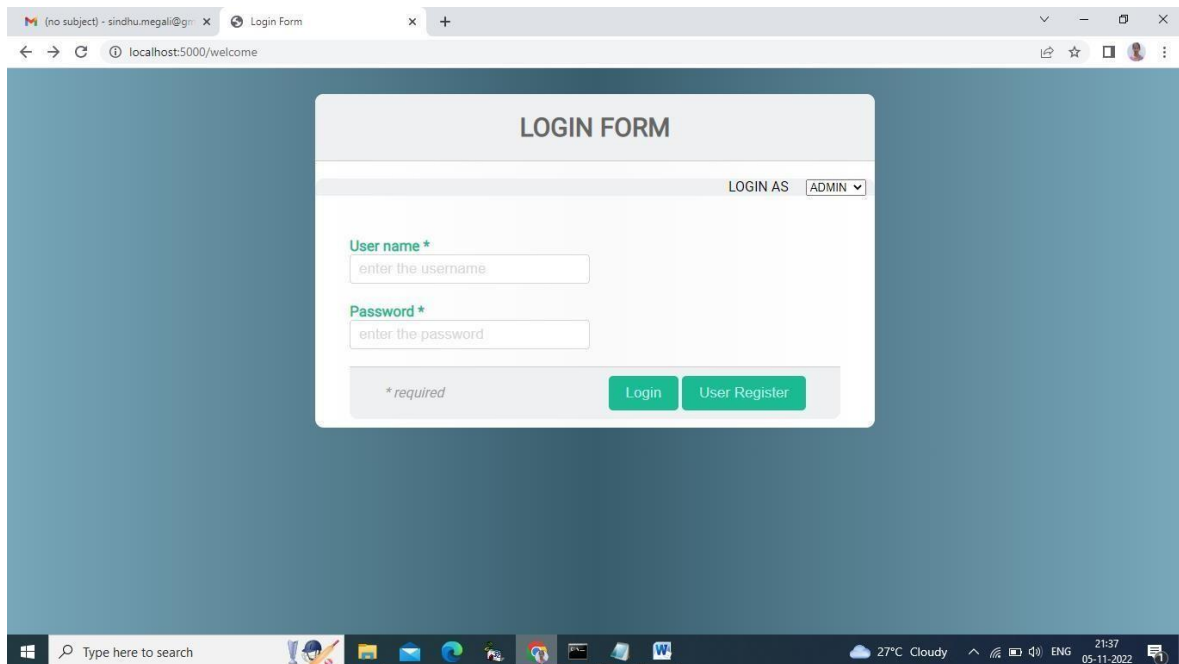 (no subject) - sindhu.megali@gm
Login Form
localhost:5000/welcome
LOGIN FORM
LOGIN AS ADMIN
User name *
enter the username
Password *
enter the password
* required Login User Register
Type here to search
27°C Cloudy ENG 21:37
05-11-2022